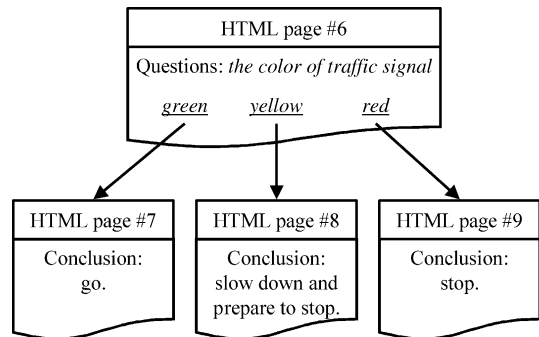 HTML page #6
Questions: the color of traffic signal
green yellow red
HTML page #7
Conclusion:
go.
HTML page #8
Conclusion:
slow down and
prepare to stop.
HTML page #9
Conclusion:
stop.